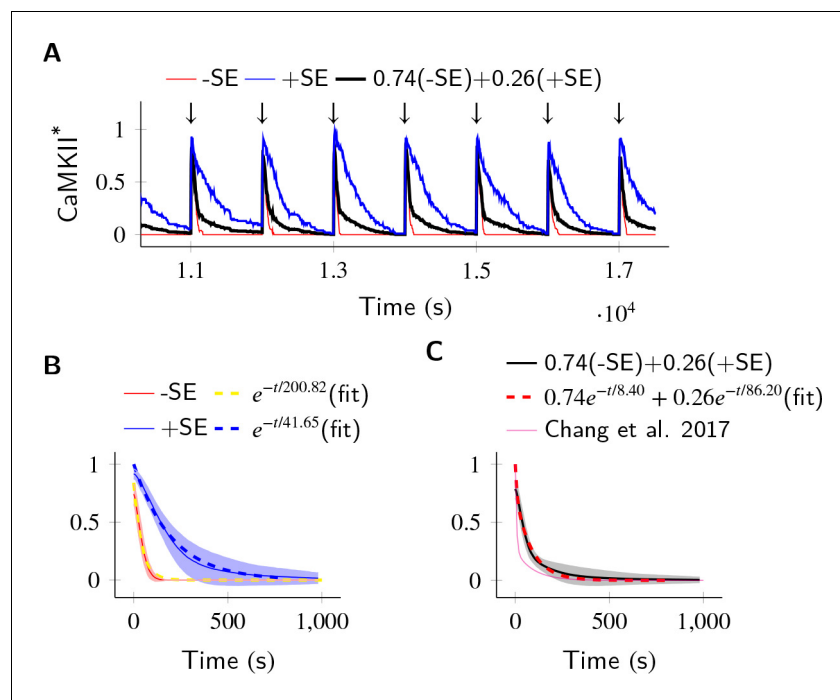 A
-SE +SE 0.74(-SE)+0.26(+SE)
↓ ↓ ↓ ↓ ↓ ↓ ↓
CaMKII*
1
0.5
0
1.1 1.3 1.5 1.7
Time (s)
·10⁴
B
-SE e^{-t/200.82}(fit)
+SE e^{-t/41.65}(fit)
1
0.5
0
0 500 1,000
Time (s)
C
0.74(-SE)+0.26(+SE)
0.74e^{-t/8.40} + 0.26e^{-t/86.20}(fit)
Chang et al. 2017
1
0.5
0
0 500 1,000
Time (s)